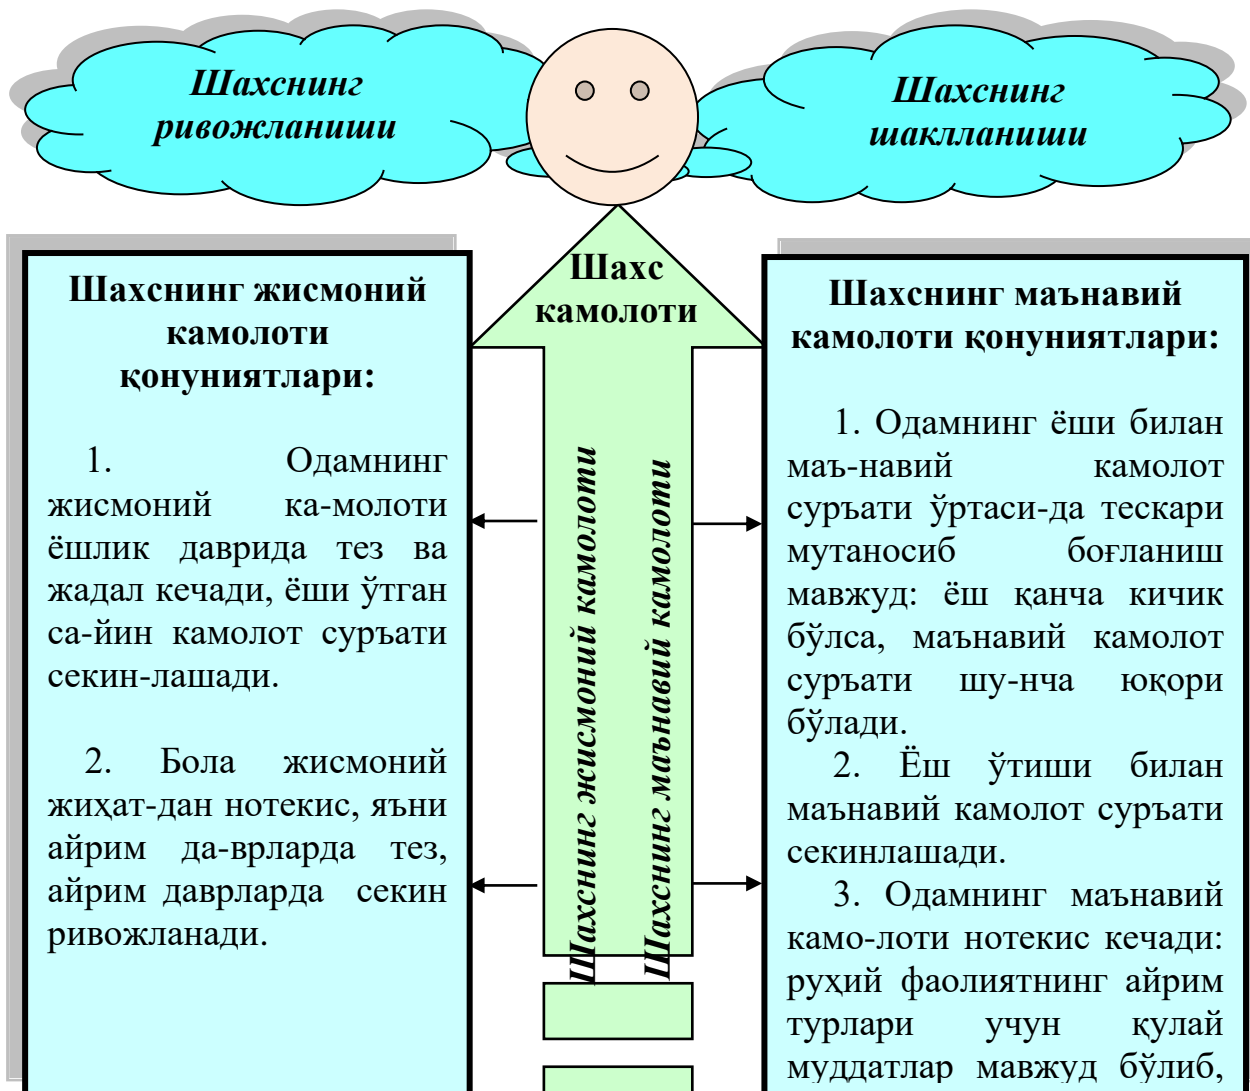 Шахснинг
ривожланиши
Шахснинг
шаклланиши
Шахс
камолоти
Шахснинг жисмоний
камолоти
қонуниятлари:
1. Одамнинг
жисмоний ка-молоти
ёшлик даврида тез ва
жадал кечади, ёши ўтган
са-йин камолот суръати
секин-лашади.
2. Бола жисмоний
жиҳат-дан нотекис, яъни
айрим да-врларда тез,
айрим даврларда секин
ривожланади.
Шахснинг жисмоний камолоти
Шахснинг маънавий камолоти
Шахснинг маънавий
камолоти қонуниятлари:
1. Одамнинг ёши билан
маъ-навий камолот
суръати ўртаси-да тескари
мутаносиб боғланиш
мавжуд: ёш қанча кичик
бўлса, маънавий камолот
суръати шу-нча юқори
бўлади.
2. Ёш ўтиши билан
маънавий камолот суръати
секинлашади.
3. Одамнинг маънавий
камо-лоти нотекис кечади:
руҳий фаолиятнинг айрим
турлари учун қулай
муддатлар мавжуд бўлиб,